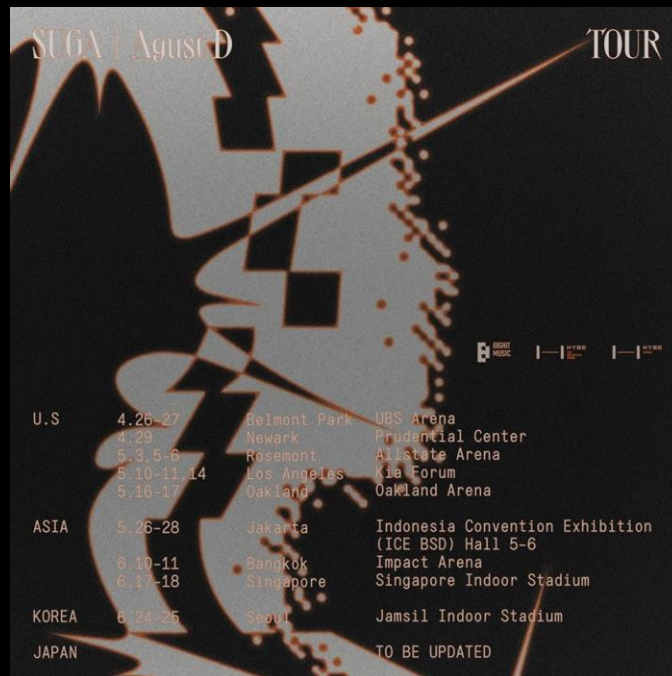 SUGA | Agust D TOUR
BIGHIT MUSIC HYBE HYBE
U.S 4.26-27 Belmont Park UBS Arena
4.29 Newark Prudential Center
5.3,5-6 Rosemont Allstate Arena
5.10-11,14 Los Angeles Kia Forum
5.16-17 Oakland Oakland Arena
ASIA 5.26-28 Jakarta Indonesia Convention Exhibition
(ICE BSD) Hall 5-6
6.10-11 Bangkok Impact Arena
6.17-18 Singapore Singapore Indoor Stadium
KOREA 6.24-25 Seoul Jamsil Indoor Stadium
JAPAN TO BE UPDATED